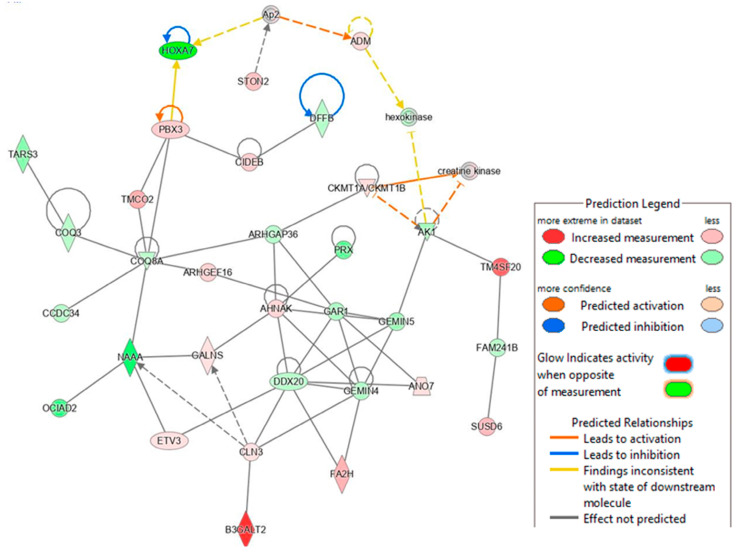 Ap2
HOXA7
ADM
STON2
DFFB
hexokinase
PBX3
TARS3
CIDEB
creatine kinase
CKMT1A/CKMT1B
TMCO2
COQ3
ARHGAP36
AK1
PRX
COQ8A
ARHGEF16
TM4SF20
AHNAK
GAR1
CCDC34
GEMIN5
FAM241B
NAAA
GALNS
DDX20
GEMIN4
ANO7
OCIAD2
SUSD6
ETV3
CLN3
FA2H
B3GALT2
Prediction Legend
more extreme in dataset less
Increased measurement
Decreased measurement
more confidence less
Predicted activation
Predicted inhibition
Glow Indicates activity
when opposite
of measurement
Predicted Relationships
Leads to activation
Leads to inhibition
Findings inconsistent
with state of downstream
molecule
Effect not predicted